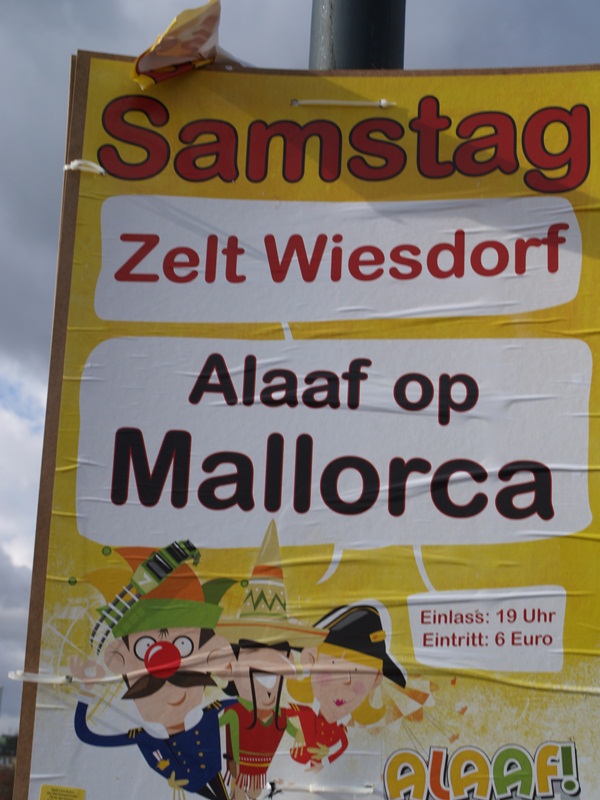 Samstag
Zelt Wiesdorf
Alaaf op
Mallorca
Einlass: 19 Uhr
Eintritt: 6 Euro
ALAAF!